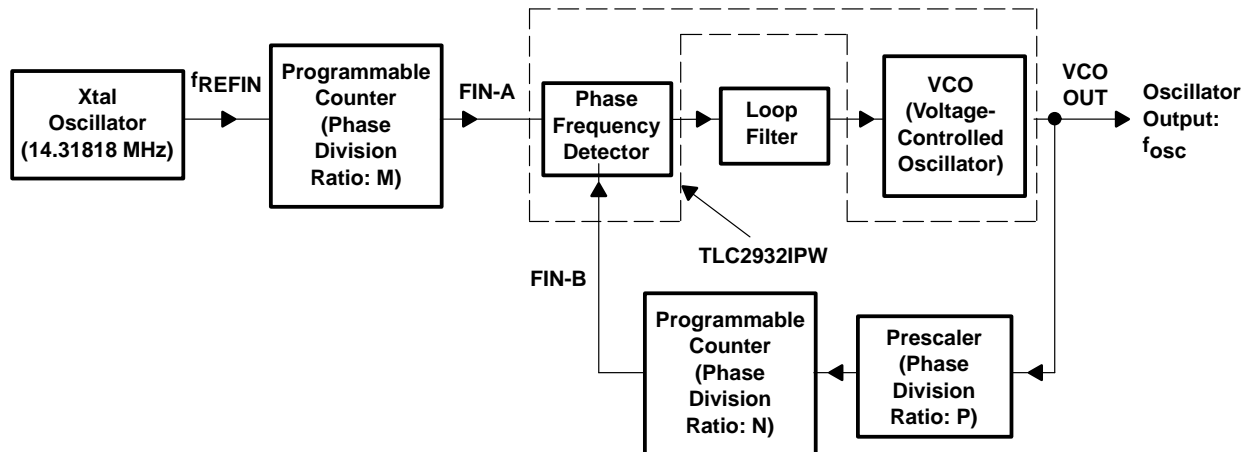 Xtal
Oscillator
(14.31818 MHz)
fREFIN
Programmable
Counter
(Phase
Division
Ratio: M)
FIN-A
Phase
Frequency
Detector
Loop
Filter
VCO
(Voltage-
Controlled
Oscillator)
VCO
OUT
Oscillator
Output:
fosc
TLC2932IPW
FIN-B
Programmable
Counter
(Phase
Division
Ratio: N)
Prescaler
(Phase
Division
Ratio: P)